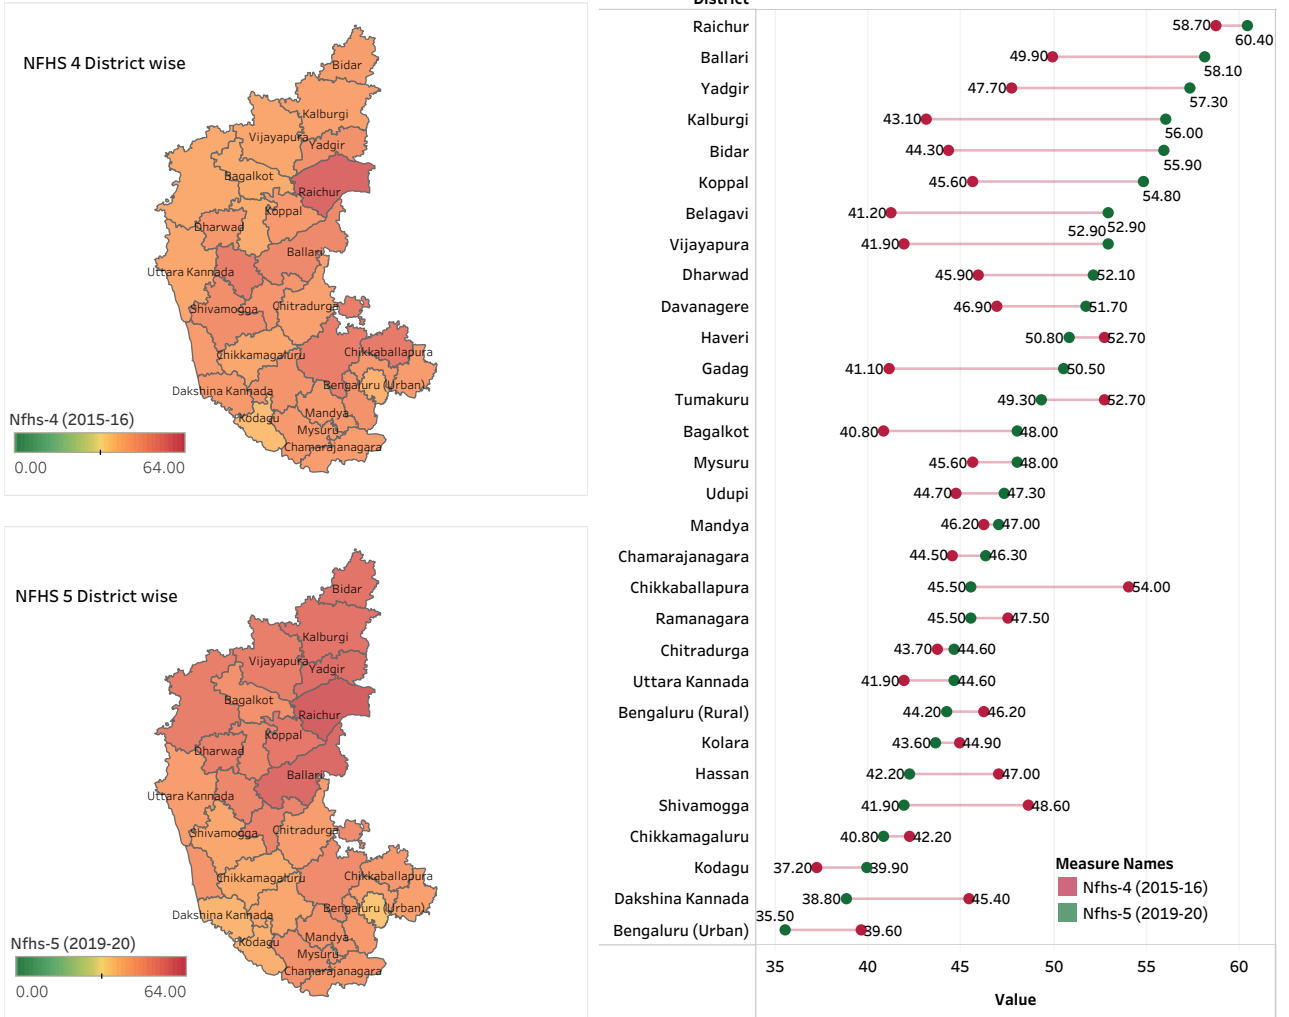 NFHS 4 District wise
Bidar
Kalburgi
Vijayapura
Yadgir
Bagalkot
Raichur
Koppal
Dharwad
Ballari
Uttara Kannada
Shivamogga
Chitradurga
Chikkaballapura
Chikkamagaluru
Bengaluru (Urban)
Dakshina Kannada
Mandya
Kodagu
Mysuru
Chamarajanagara
Nfhs-4 (2015-16)
0.00 64.00
NFHS 5 District wise
Bidar
Kalburgi
Vijayapura
Yadgir
Bagalkot
Raichur
Koppal
Dharwad
Ballari
Uttara Kannada
Shivamogga
Chitradurga
Chikkaballapura
Chikkamagaluru
Bengaluru (Urban)
Dakshina Kannada
Mandya
Kodagu
Mysuru
Chamarajanagara
Nfhs-5 (2019-20)
0.00 64.00
District
Raichur 58.70 60.40
Ballari 49.90 58.10
Yadgir 47.70 57.30
Kalburgi 43.10 56.00
Bidar 44.30 55.90
Koppal 45.60 54.80
Belagavi 41.20 52.90
Vijayapura 41.90 52.90
Dharwad 45.90 52.10
Davanagere 46.90 51.70
Haveri 50.80 52.70
Gadag 41.10 50.50
Tumakuru 49.30 52.70
Bagalkot 40.80 48.00
Mysuru 45.60 48.00
Udupi 44.70 47.30
Mandya 46.20 47.00
Chamarajanagara 44.50 46.30
Chikkaballapura 45.50 54.00
Ramanagara 45.50 47.50
Chitradurga 43.70 44.60
Uttara Kannada 41.90 44.60
Bengaluru (Rural) 44.20 46.20
Kolara 43.60 44.90
Hassan 42.20 47.00
Shivamogga 41.90 48.60
Chikkamagaluru 40.80 42.20
Kodagu 37.20 39.90
Dakshina Kannada 38.80 45.40
Bengaluru (Urban) 35.50 39.60
Measure Names
Nfhs-4 (2015-16)
Nfhs-5 (2019-20)
35 40 45 50 55 60
Value